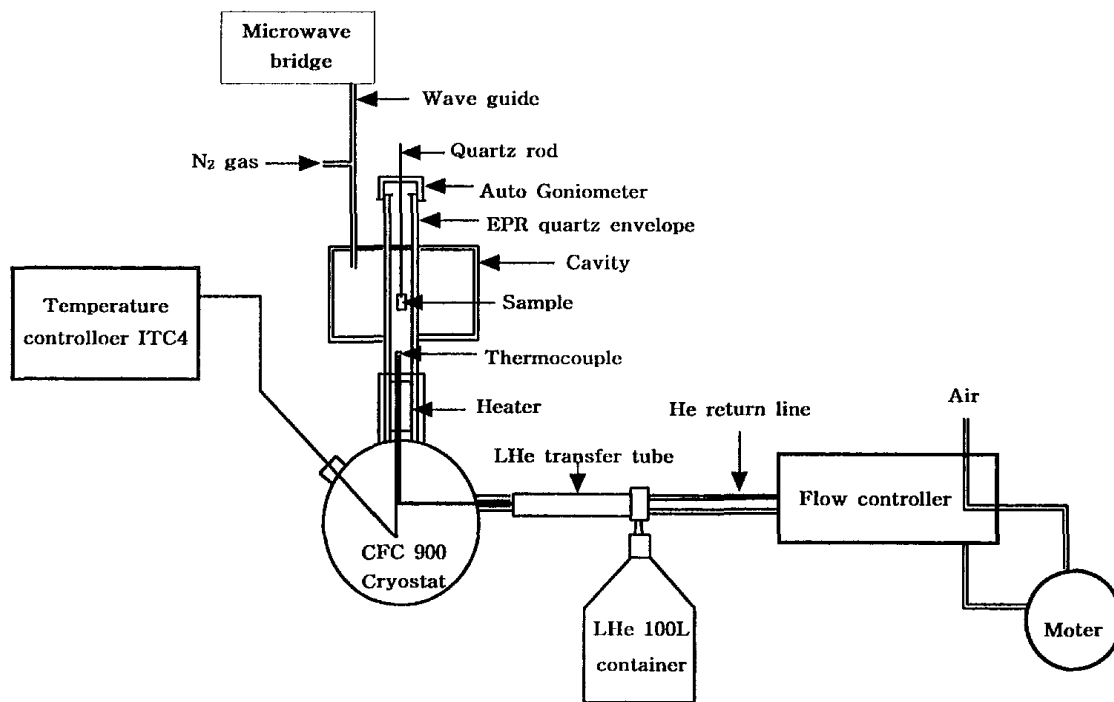 Microwave
bridge
Wave guide
N₂ gas
Quartz rod
Auto Goniometer
EPR quartz envelope
Cavity
Temperature
controlloer ITC4
Sample
Thermocouple
Heater
He return line
Air
LHe transfer tube
Flow controller
CFC 900
Cryostat
LHe 100L
container
Moter